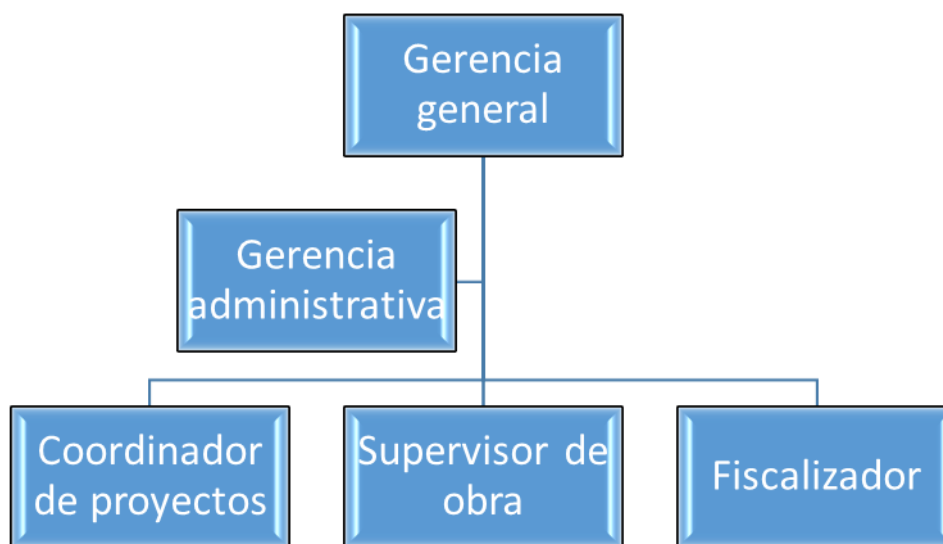 Gerencia
general
Gerencia
administrativa
Coordinador
de proyectos
Supervisor de
obra
Fiscalizador